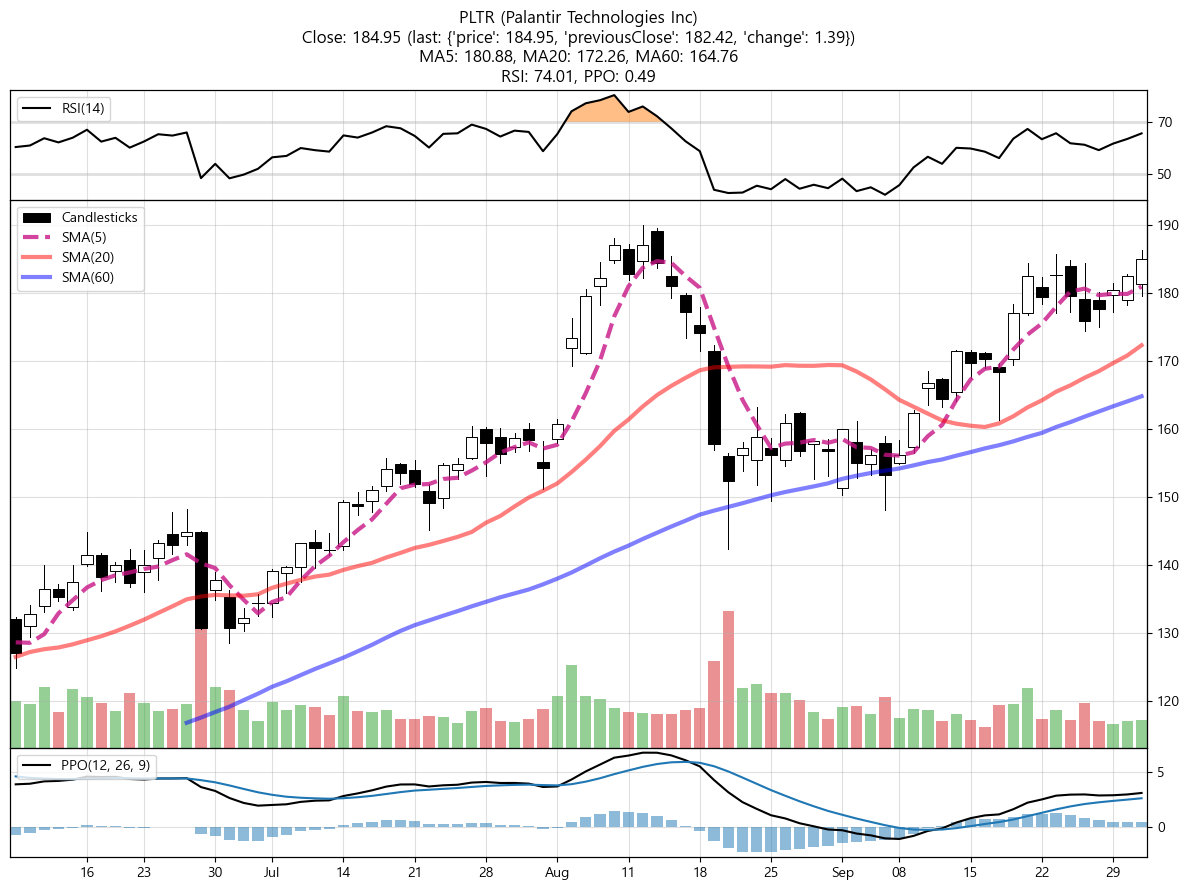 PLTR (Palantir Technologies Inc)
Close: 184.95 (last: {'price': 184.95, 'previousClose': 182.42, 'change': 1.39})
MA5: 180.88, MA20: 172.26, MA60: 164.76
RSI: 74.01, PPO: 0.49
RSI(14)
70
50
Candlesticks
SMA(5)
SMA(20)
SMA(60)
190
180
170
160
150
140
130
120
PPO(12, 26, 9)
5
0
16 23 30 Jul 14 21 28 Aug 11 18 25 Sep 08 15 22 29